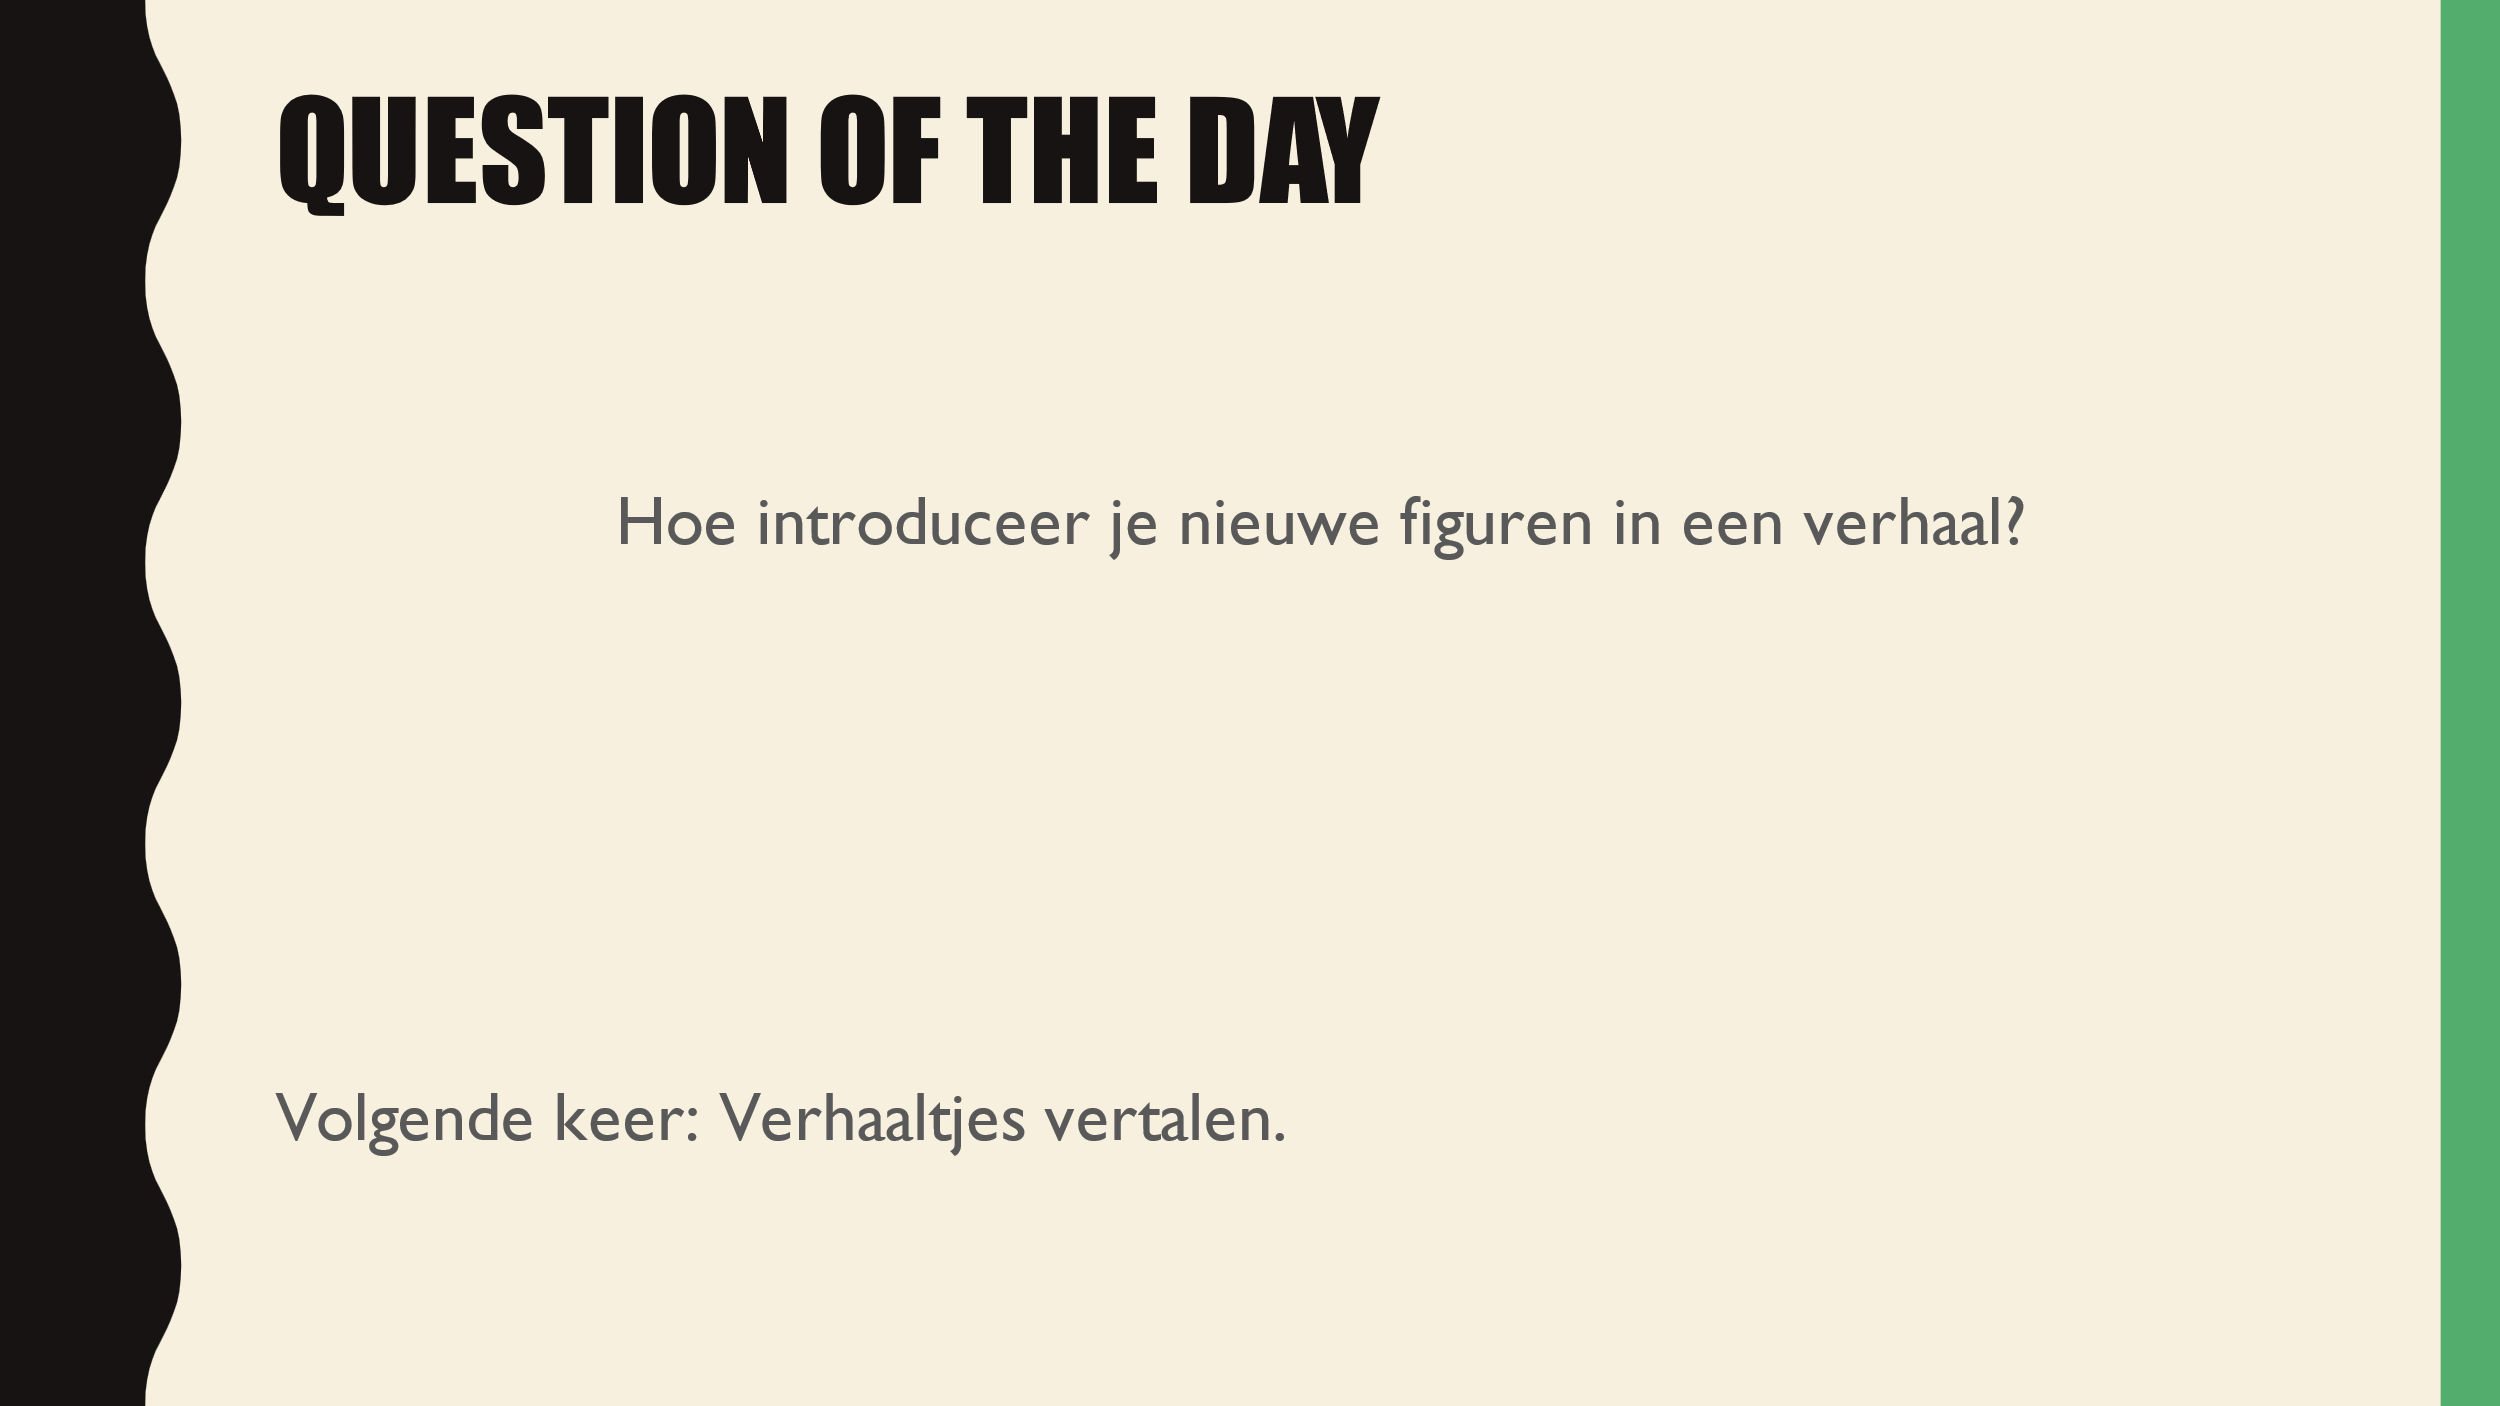 QUESTION OF THE DAY
Hoe introduceer je nieuwe figuren in een verhaal?
Volgende keer: Verhaaltjes vertalen.